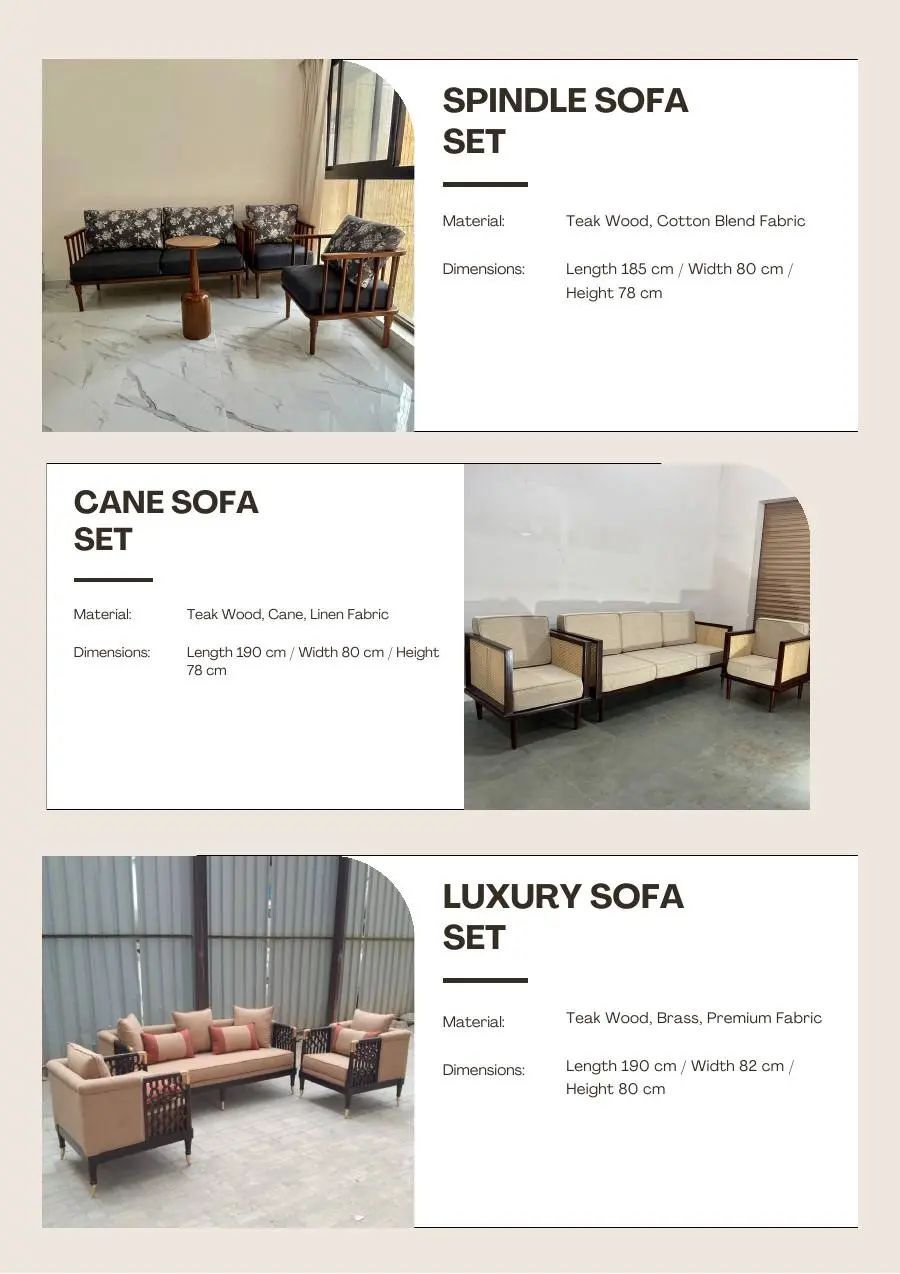 SPINDLE SOFA
SET
Material: Teak Wood, Cotton Blend Fabric
Dimensions: Length 185 cm / Width 80 cm /
Height 78 cm
CANE SOFA
SET
Material: Teak Wood, Cane, Linen Fabric
Dimensions: Length 190 cm / Width 80 cm / Height
78 cm
LUXURY SOFA
SET
Material: Teak Wood, Brass, Premium Fabric
Dimensions: Length 190 cm / Width 82 cm /
Height 80 cm